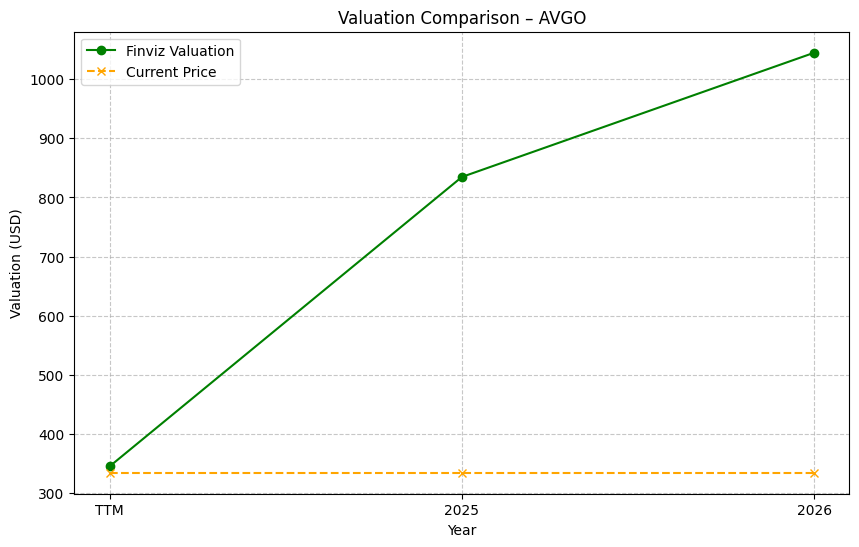 Valuation Comparison – AVGO
Finviz Valuation
Current Price
Valuation (USD)
1000
900
800
700
600
500
400
300
TTM
2025
2026
Year